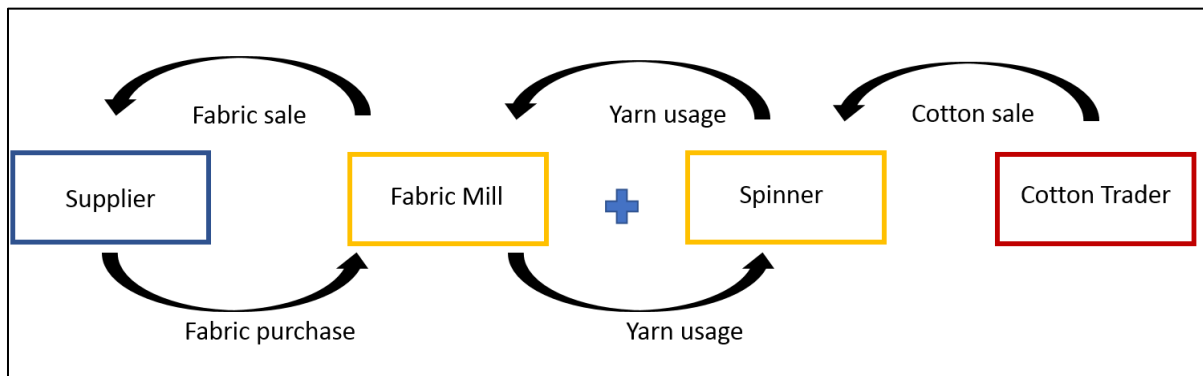 Fabric sale
Yarn usage
Cotton sale
Supplier
Fabric Mill
Spinner
Cotton Trader
Fabric purchase
Yarn usage